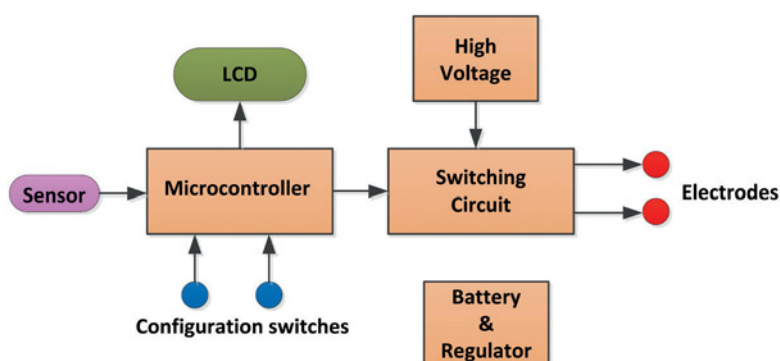 High
Voltage
LCD
Sensor
Microcontroller
Switching
Circuit
Electrodes
Configuration switches
Battery
&
Regulator